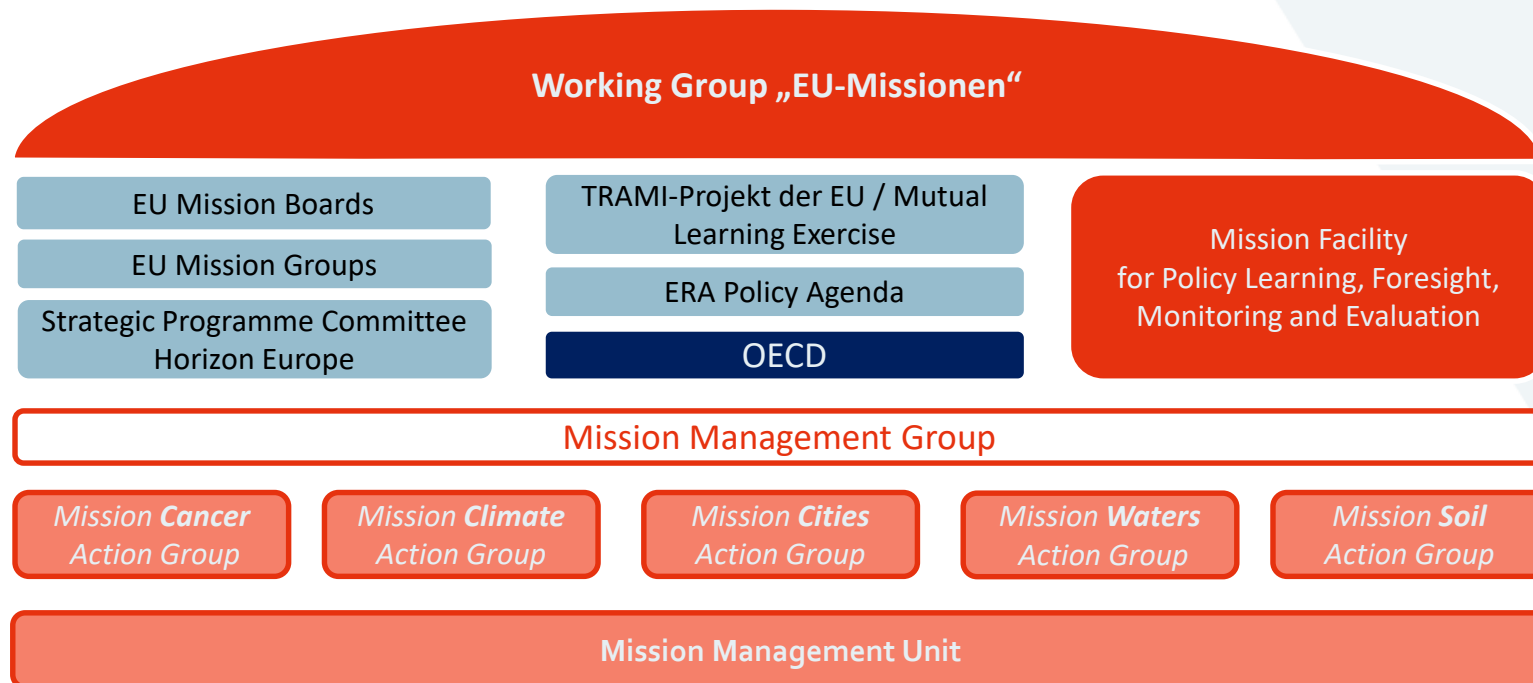 Working Group „EU-Missionen“
EU Mission Boards
EU Mission Groups
Strategic Programme Committee
Horizon Europe
TRAMI-Projekt der EU / Mutual
Learning Exercise
ERA Policy Agenda
OECD
Mission Facility
for Policy Learning, Foresight,
Monitoring and Evaluation
Mission Management Group
Mission Cancer
Action Group
Mission Climate
Action Group
Mission Cities
Action Group
Mission Waters
Action Group
Mission Soil
Action Group
Mission Management Unit